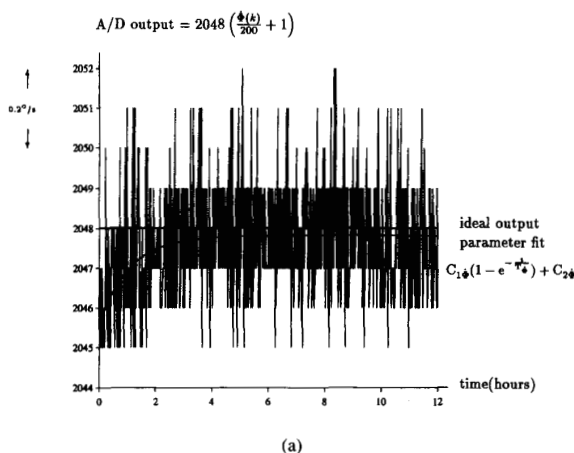 A/D output = 2048 (Φ̇(k)/200 + 1)
2052
0.2°/s
2051
2050
2049
2048
2047
2046
2045
2044
0 2 4 6 8 10 12
ideal output
parameter fit
C₁Φ̇(1 − e^−t/TΦ̇) + C₂Φ̇
time(hours)
(a)